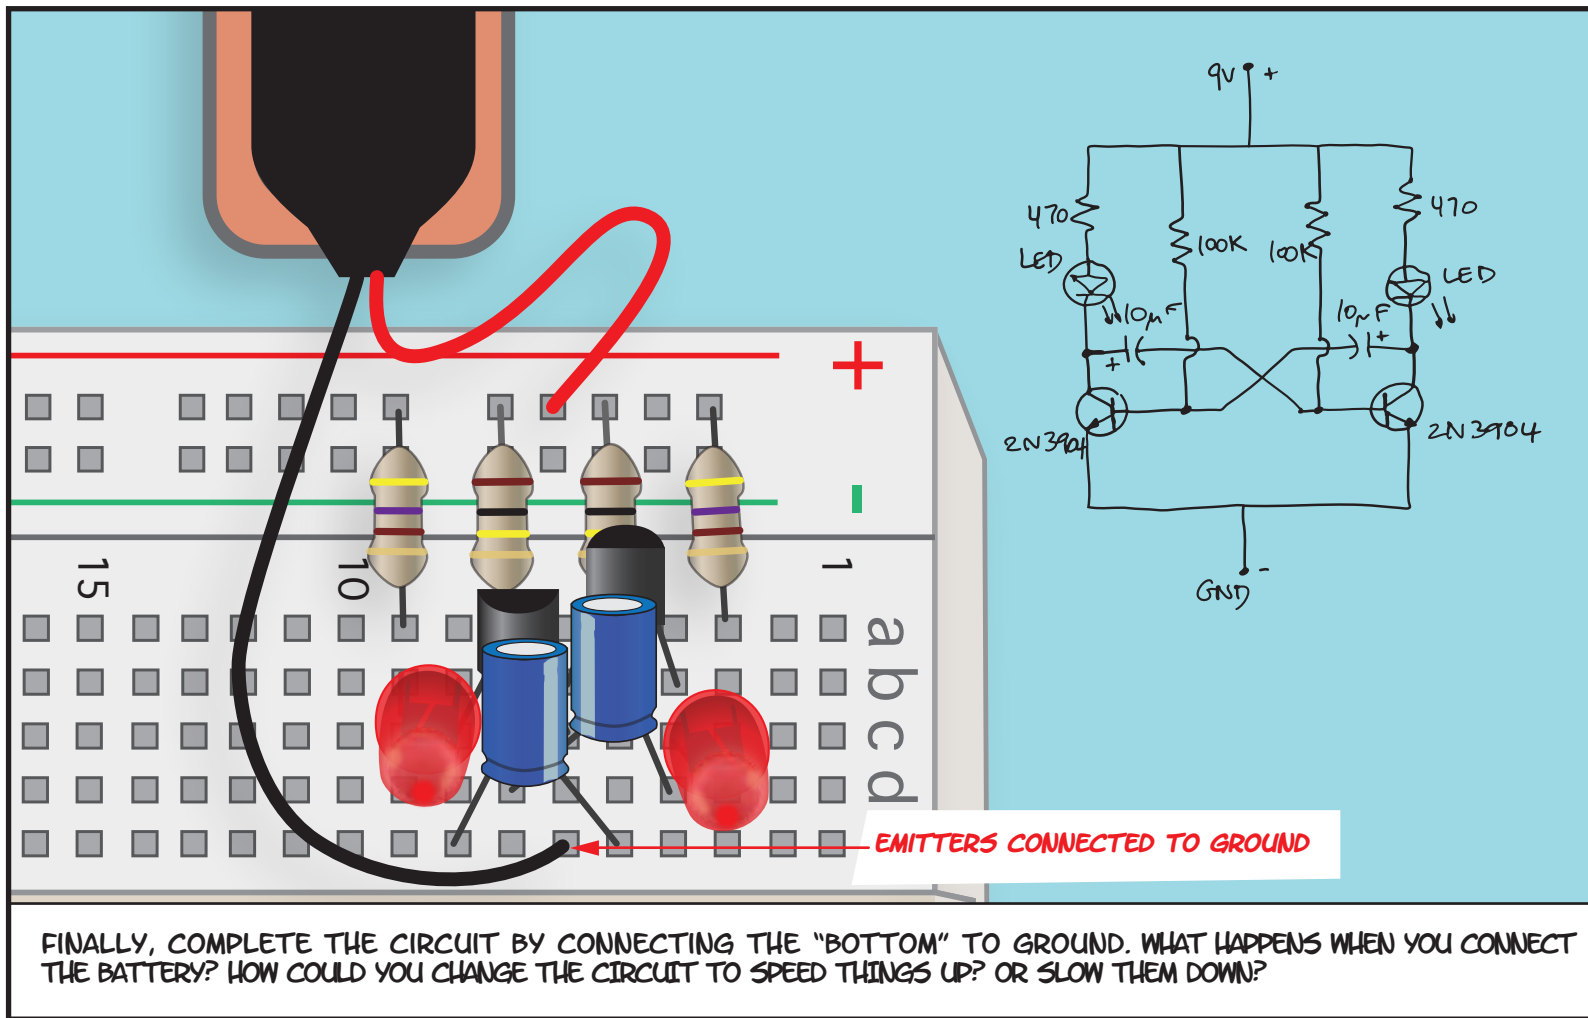 9V +
470
470
100K
100K
LED
LED
10µF
10µF
+
+
2N3904
2N3904
GND -
+
-
15
10
1
a
b
c
d
EMITTERS CONNECTED TO GROUND
FINALLY, COMPLETE THE CIRCUIT BY CONNECTING THE “BOTTOM” TO GROUND. WHAT HAPPENS WHEN YOU CONNECT
THE BATTERY? HOW COULD YOU CHANGE THE CIRCUIT TO SPEED THINGS UP? OR SLOW THEM DOWN?